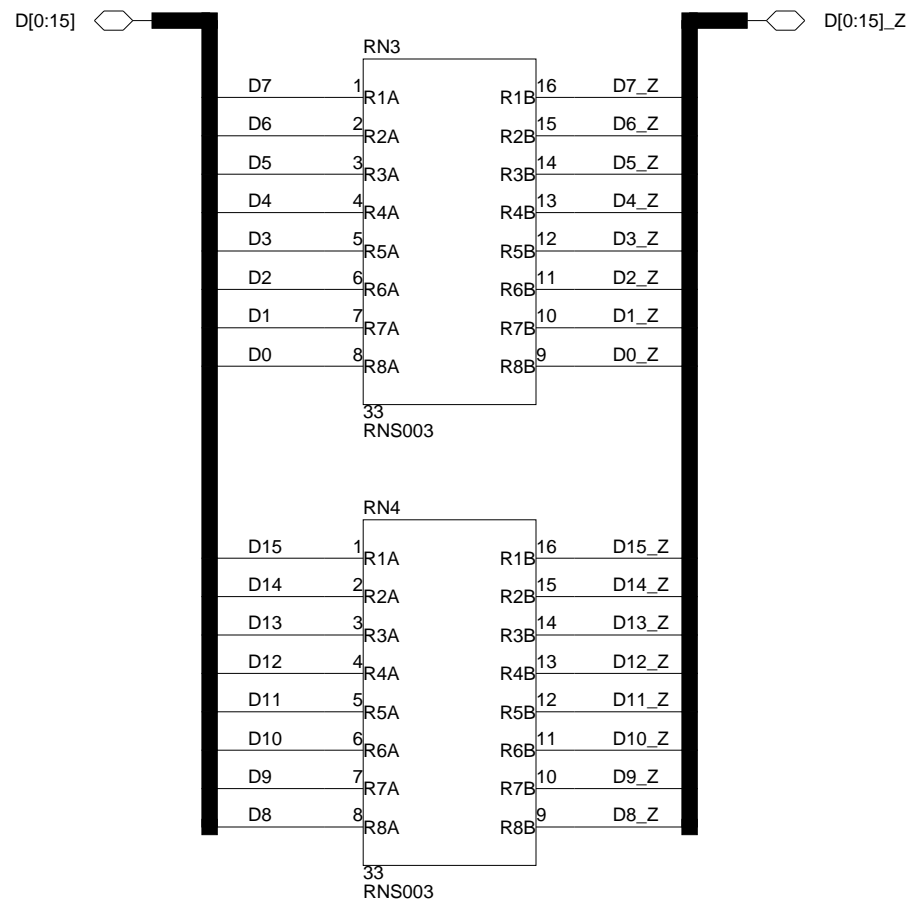 D[0:15] D[0:15]_Z
RN3
D7 1 R1A R1B 16 D7_Z
D6 2 R2A R2B 15 D6_Z
D5 3 R3A R3B 14 D5_Z
D4 4 R4A R4B 13 D4_Z
D3 5 R5A R5B 12 D3_Z
D2 6 R6A R6B 11 D2_Z
D1 7 R7A R7B 10 D1_Z
D0 8 R8A R8B 9 D0_Z
33
RNS003
RN4
D15 1 R1A R1B 16 D15_Z
D14 2 R2A R2B 15 D14_Z
D13 3 R3A R3B 14 D13_Z
D12 4 R4A R4B 13 D12_Z
D11 5 R5A R5B 12 D11_Z
D10 6 R6A R6B 11 D10_Z
D9 7 R7A R7B 10 D9_Z
D8 8 R8A R8B 9 D8_Z
33
RNS003